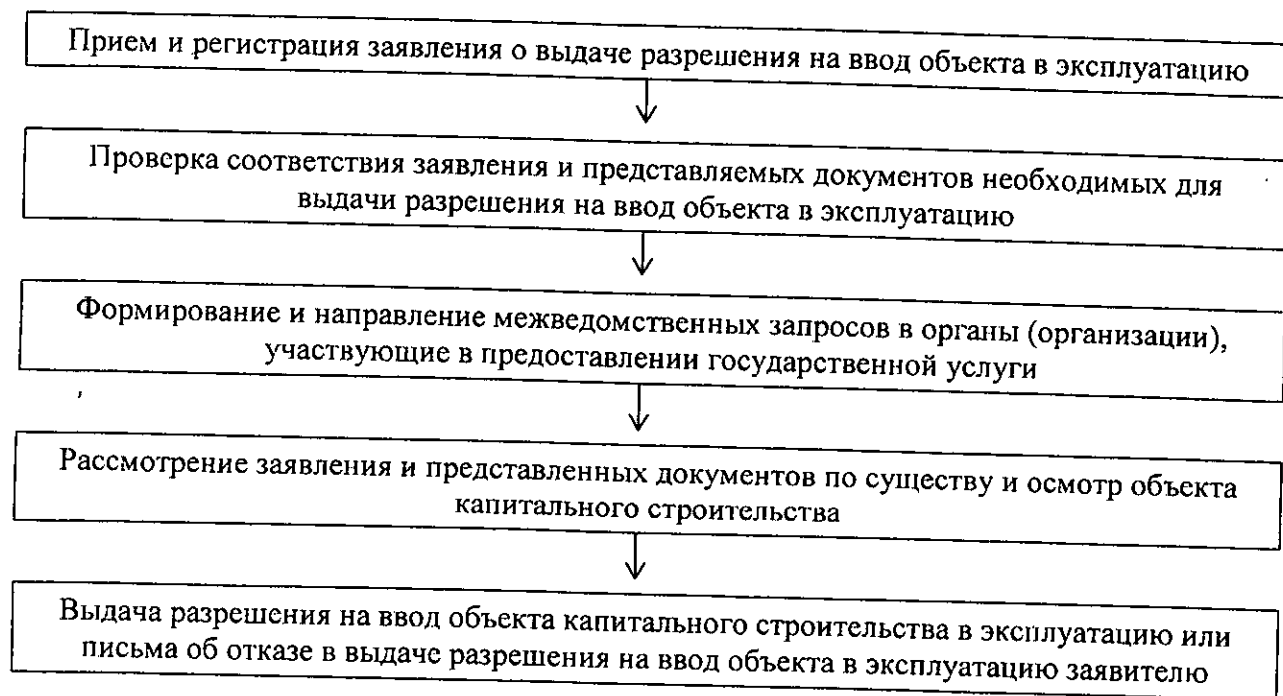 Прием и регистрация заявления о выдаче разрешения на ввод объекта в эксплуатацию
Проверка соответствия заявления и представляемых документов необходимых для
выдачи разрешения на ввод объекта в эксплуатацию
Формирование и направление межведомственных запросов в органы (организации),
участвующие в предоставлении государственной услуги
Рассмотрение заявления и представленных документов по существу и осмотр объекта
капитального строительства
Выдача разрешения на ввод объекта капитального строительства в эксплуатацию или
письма об отказе в выдаче разрешения на ввод объекта в эксплуатацию заявителю